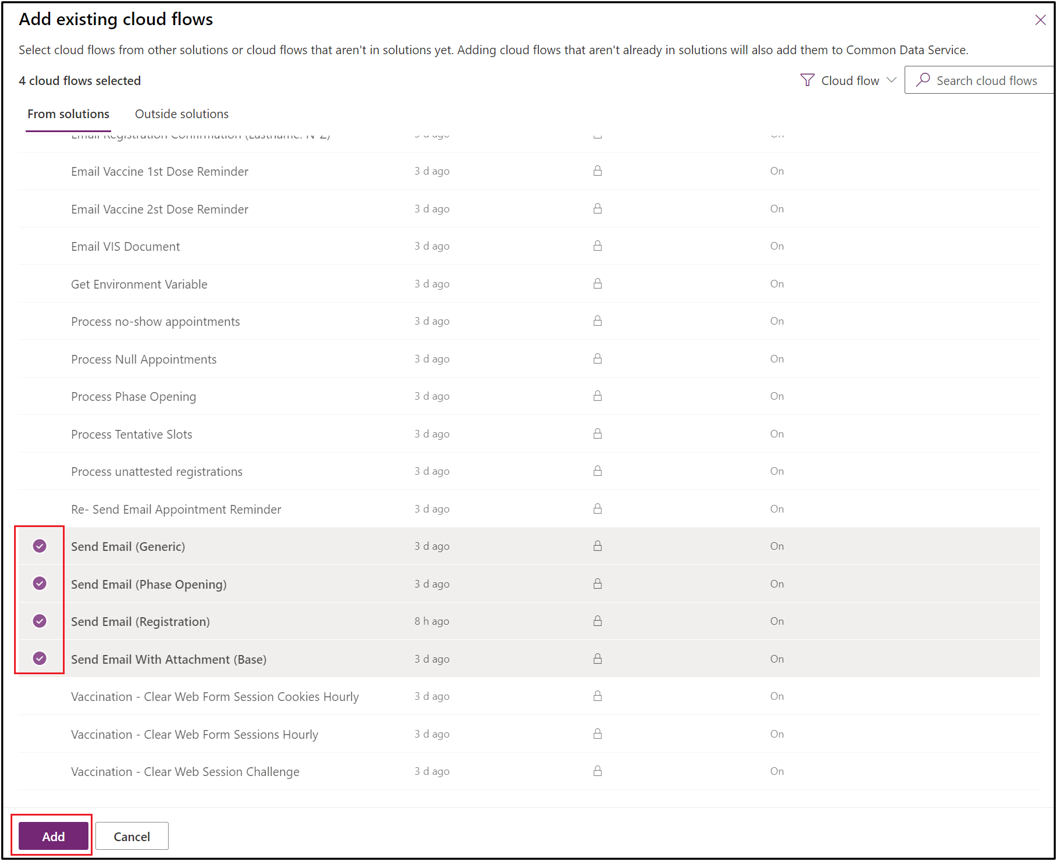 Add existing cloud flows
Select cloud flows from other solutions or cloud flows that aren't in solutions yet. Adding cloud flows that aren't already in solutions will also add them to Common Data Service.
4 cloud flows selected
Cloud flow
Search cloud flows
From solutions Outside solutions
Email Registration Confirmation (Lastname: N-Z) 3 d ago On
Email Vaccine 1st Dose Reminder 3 d ago On
Email Vaccine 2st Dose Reminder 3 d ago On
Email VIS Document 3 d ago On
Get Environment Variable 3 d ago On
Process no-show appointments 3 d ago On
Process Null Appointments 3 d ago On
Process Phase Opening 3 d ago On
Process Tentative Slots 3 d ago On
Process unattested registrations 3 d ago On
Re- Send Email Appointment Reminder 3 d ago On
Send Email (Generic) 3 d ago On
Send Email (Phase Opening) 3 d ago On
Send Email (Registration) 8 h ago On
Send Email With Attachment (Base) 3 d ago On
Vaccination - Clear Web Form Session Cookies Hourly 3 d ago On
Vaccination - Clear Web Form Sessions Hourly 3 d ago On
Vaccination - Clear Web Session Challenge 3 d ago On
Add Cancel